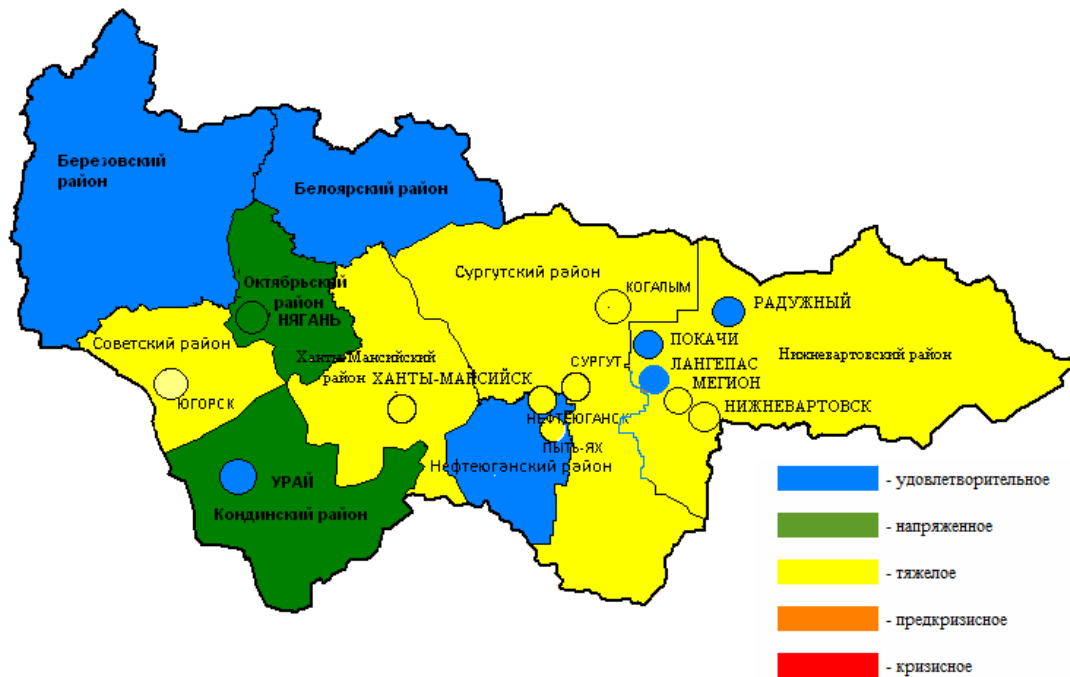 Березовский
район
Белоярский район
Октябрьский
район
НЯГАНЬ
Советский район
ЮГОРСК
Ханты-Мансийский
район
ХАНТЫ-МАНСИЙСК
Сургутский район
КОГАЛЫМ
СУРГУТ
НЕФТЕЮГАНСК
ПЫТЬ-ЯХ
Нефтеюганский район
РАДУЖНЫЙ
ПОКАЧИ
ЛАНГЕПАС
МЕГИОН
Нижневартовский район
НИЖНЕВАРТОВСК
УРАЙ
Кондинский район
- удовлетворительное
- напряженное
- тяжелое
- предкризисное
- кризисное